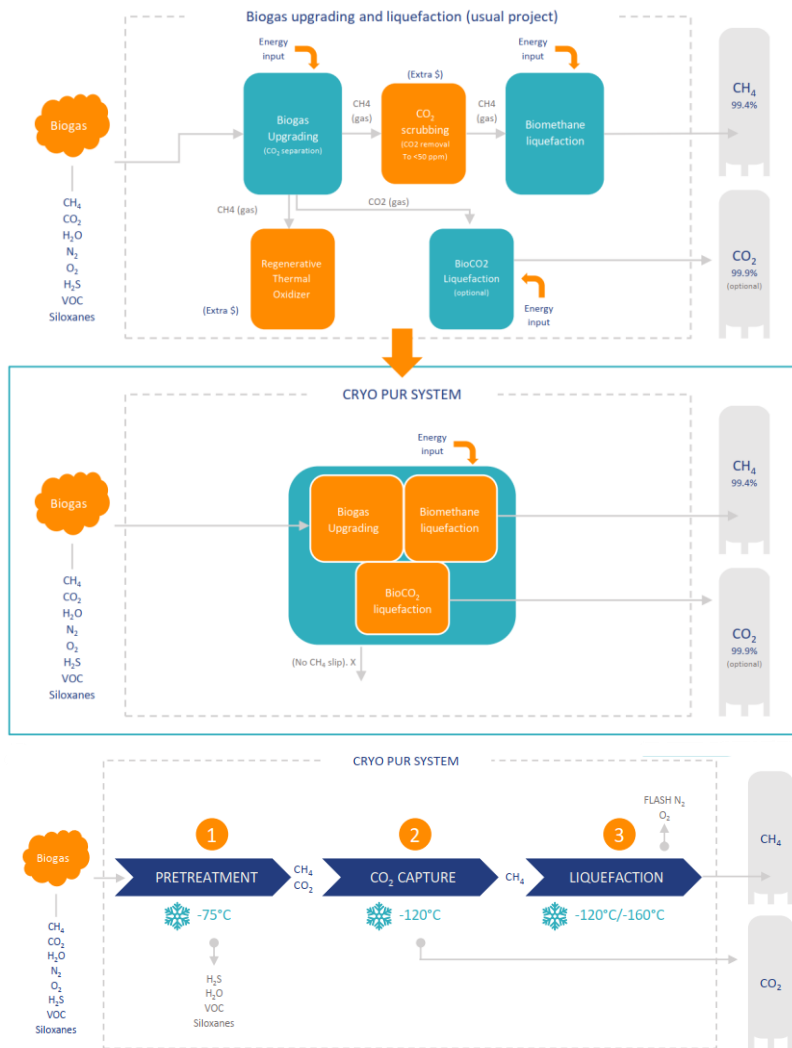 Biogas upgrading and liquefaction (usual project)
Energy
input
Energy
input
(Extra $)
Biogas
Biogas
Upgrading
(CO₂ separation)
CH4
(gas)
CO₂
scrubbing
(CO2 removal
To <50 ppm)
CH4
(gas)
Biomethane
liquefaction
CH₄
99.4%
CH₄
CO₂
H₂O
N₂
O₂
H₂S
VOC
Siloxanes
CH4 (gas)
CO2 (gas)
Regenerative
Thermal
Oxidizer
(Extra $)
BioCO2
Liquefaction
(optional)
Energy
input
CO₂
99.9%
(optional)
CRYO PUR SYSTEM
Energy
input
Biogas
Biogas
Upgrading
Biomethane
liquefaction
BioCO₂
liquefaction
(No CH₄ slip). X
CH₄
99.4%
CH₄
CO₂
H₂O
N₂
O₂
H₂S
VOC
Siloxanes
CO₂
99.9%
(optional)
CRYO PUR SYSTEM
Biogas
1
2
3
FLASH N₂
O₂
PRETREATMENT
CH₄
CO₂
CO₂ CAPTURE
CH₄
LIQUEFACTION
CH₄
-75°C
-120°C
-120°C/-160°C
CH₄
CO₂
H₂O
N₂
O₂
H₂S
VOC
Siloxanes
H₂S
H₂O
VOC
Siloxanes
CO₂